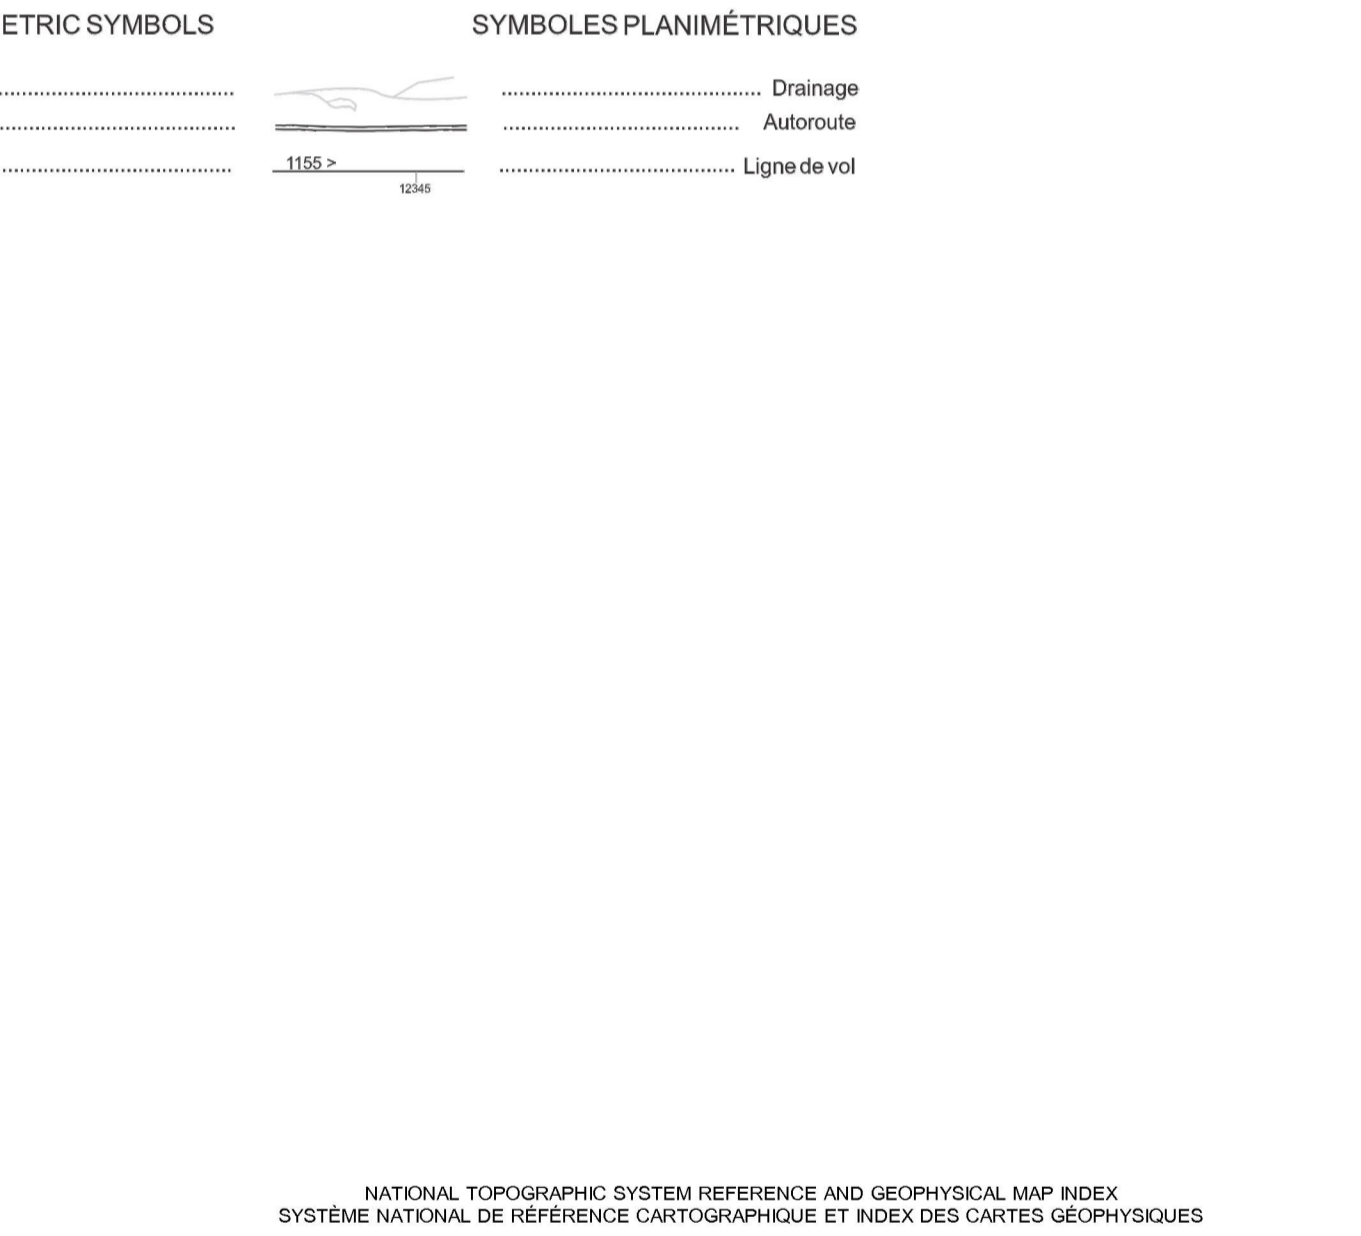 ETRIC SYMBOLS SYMBOLES PLANIMÉTRIQUES
........................................ ............................................ Drainage
........................................ ........................................ Autoroute
1155 >
....................................... ........................................ Ligne de vol
12345
NATIONAL TOPOGRAPHIC SYSTEM REFERENCE AND GEOPHYSICAL MAP INDEX
SYSTÈME NATIONAL DE RÉFÉRENCE CARTOGRAPHIQUE ET INDEX DES CARTES GÉOPHYSIQUES